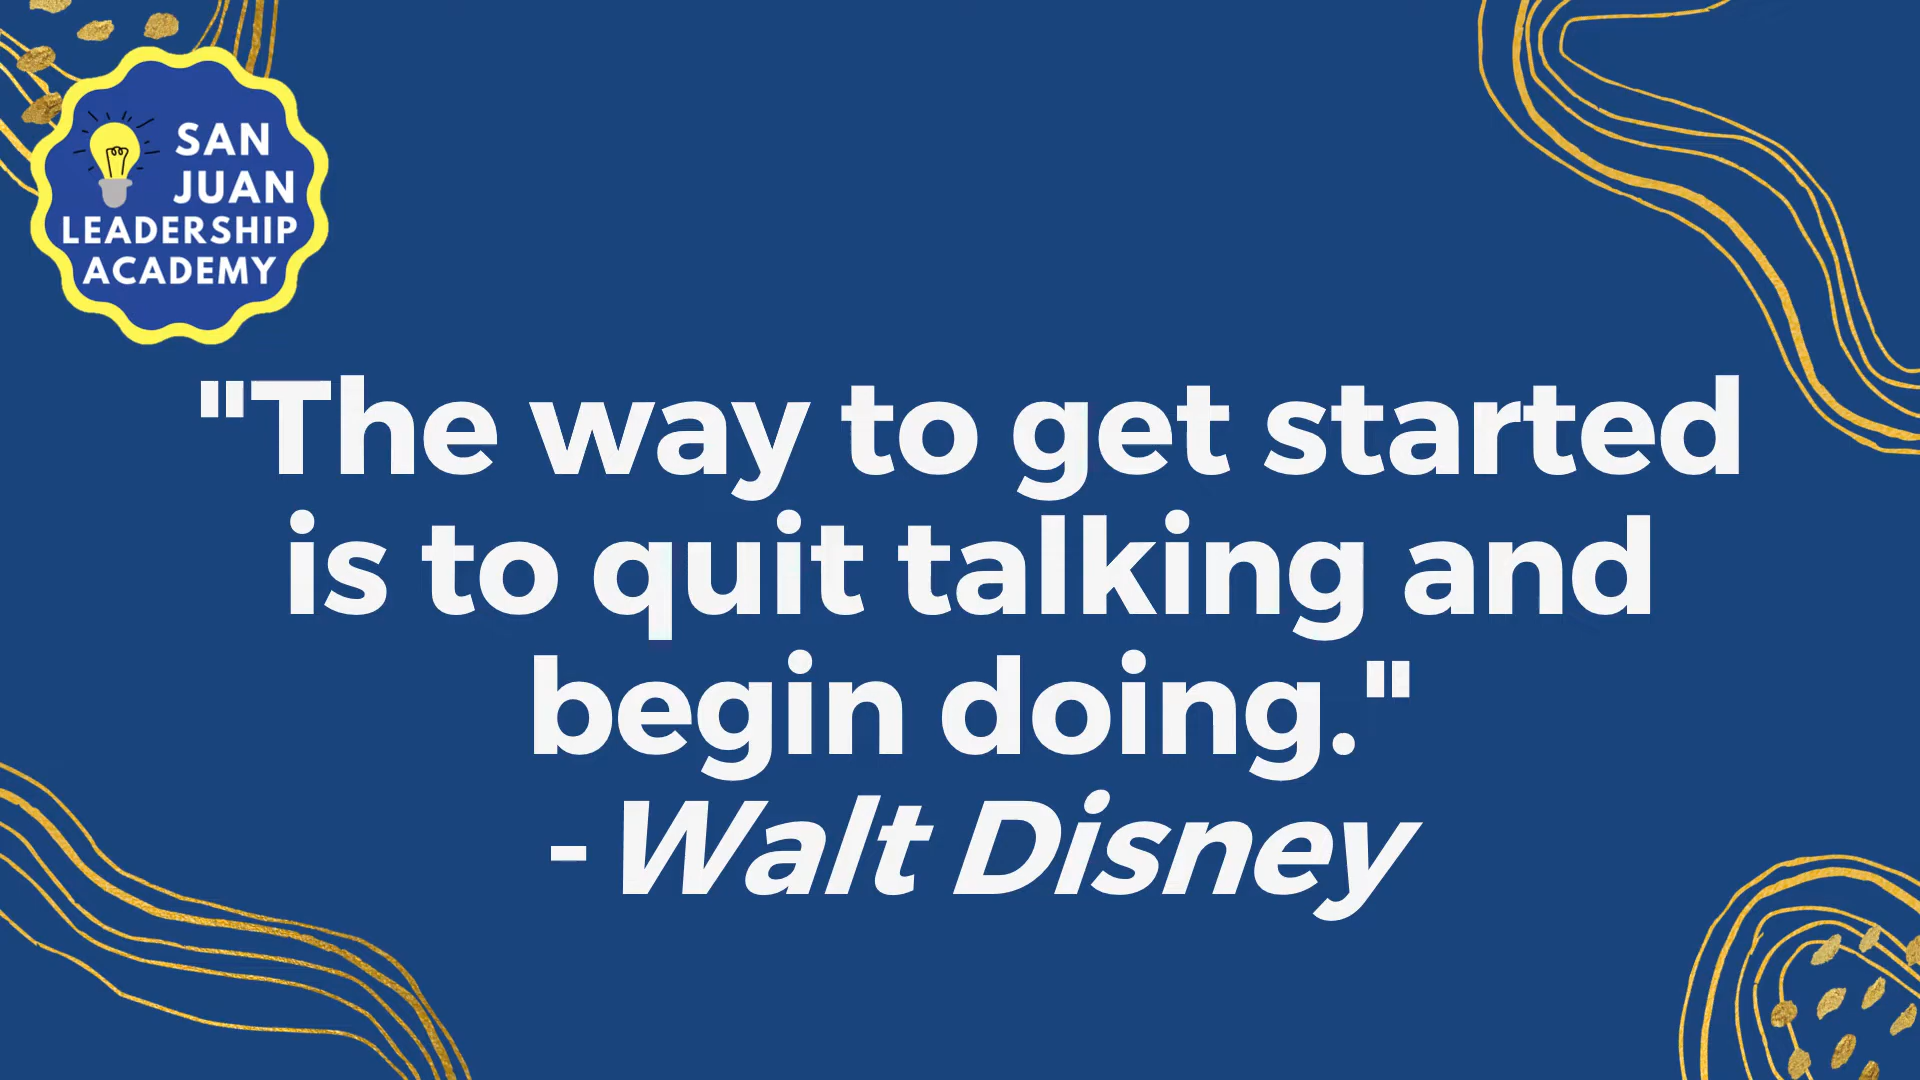 SAN
JUAN
LEADERSHIP
ACADEMY
"The way to get started
is to quit talking and
begin doing."
- Walt Disney